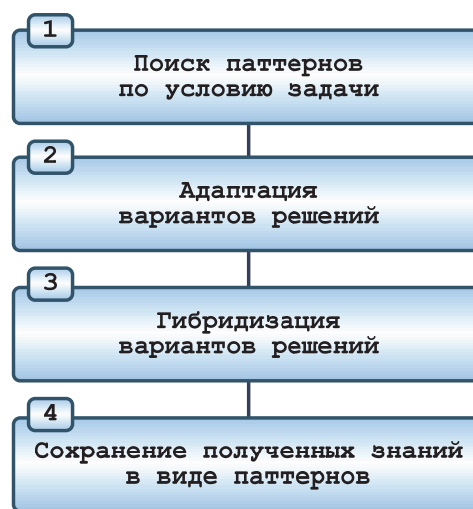 1
Поиск паттернов
по условию задачи
2
Адаптация
вариантов решений
3
Гибридизация
вариантов решений
4
Сохранение полученных знаний
в виде паттернов